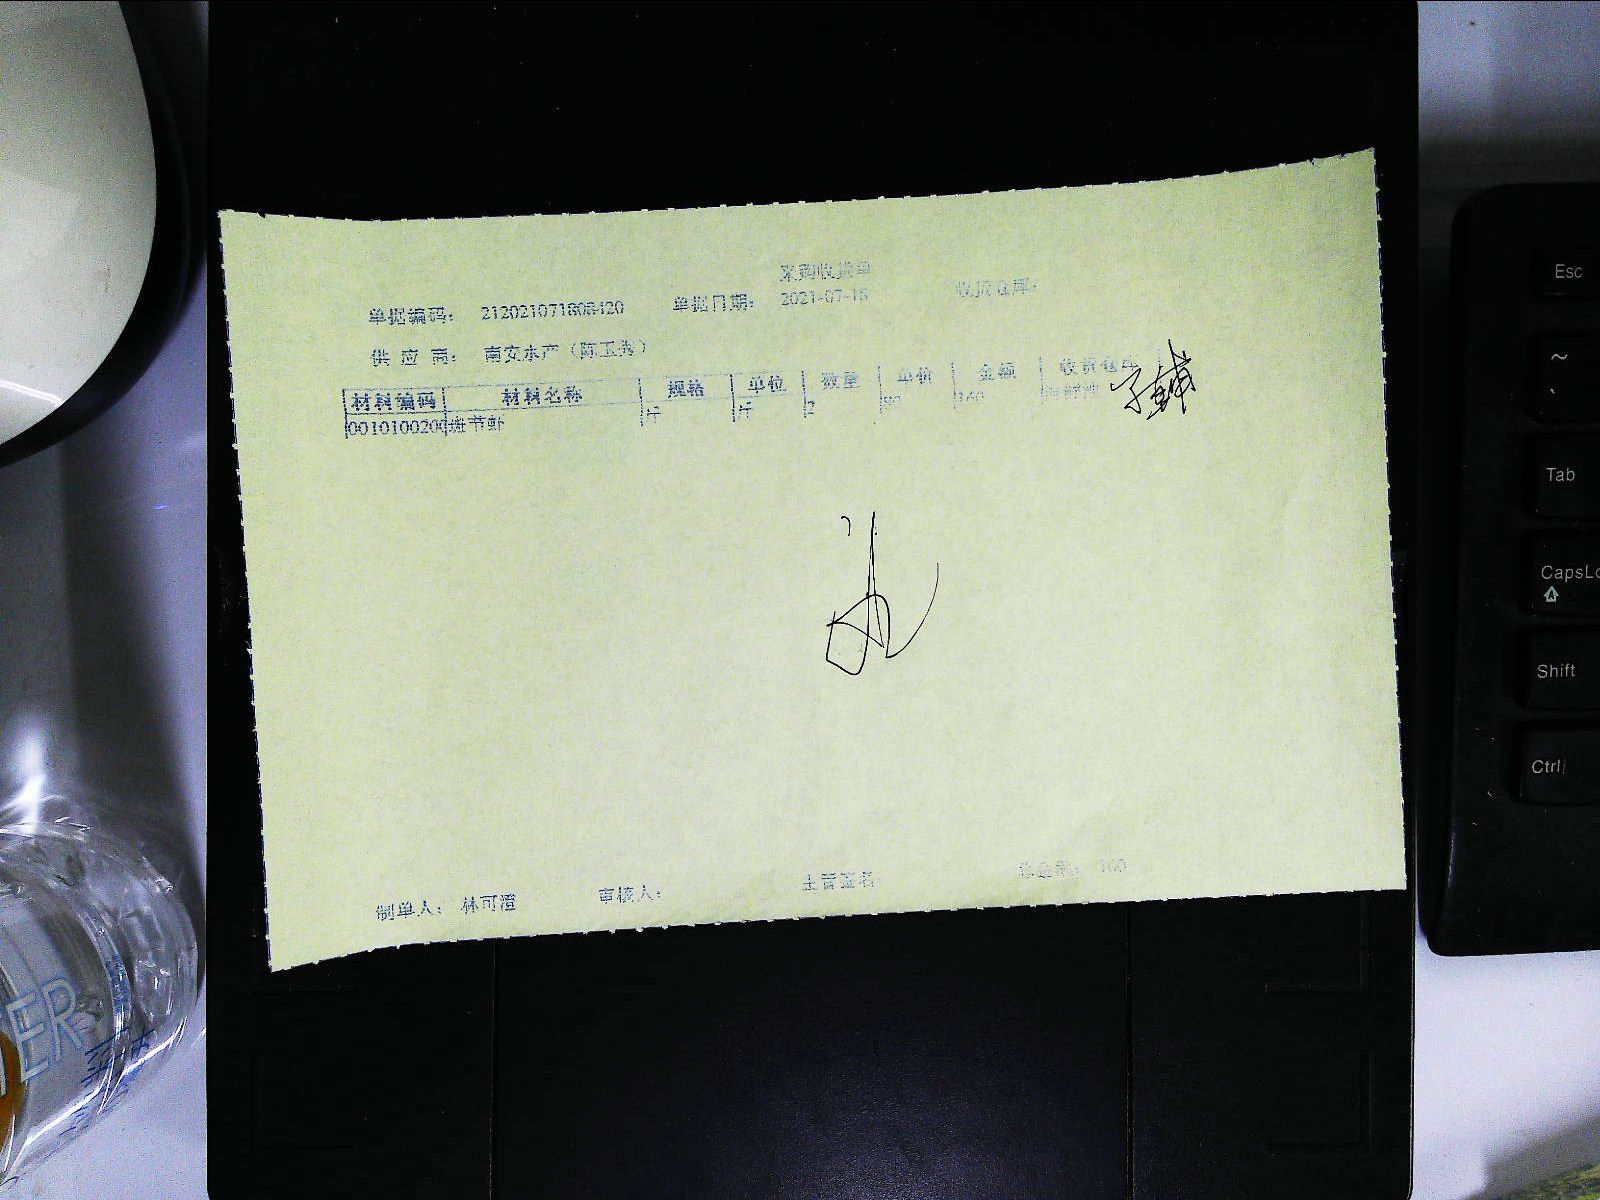 采购收货单
单据编码： 212021071808420 单据日期： 2021-07-18 收货仓库：
供 应 商： 南安水产（陈玉秀）
材料编码 材料名称 规格 单位 数量 单价 金额 收货仓库
0010100200 斑节虾 斤 斤 2 80 160
制单人： 林可澄 审核人： 主管签名： 总金额： 160
Esc
~
`
Tab
CapsLo
Shift
Ctrl
TER